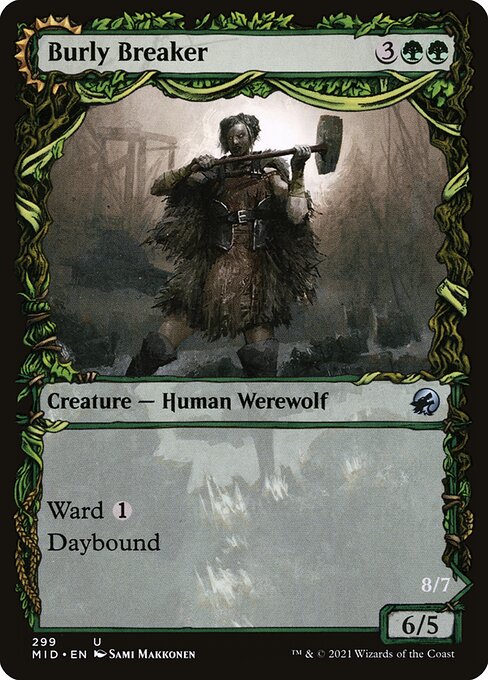 Burly Breaker 3
Creature — Human Werewolf
Ward 1
Daybound
8/7
6/5
299 U
MID • EN Sami Makkonen ™ & © 2021 Wizards of the Coast